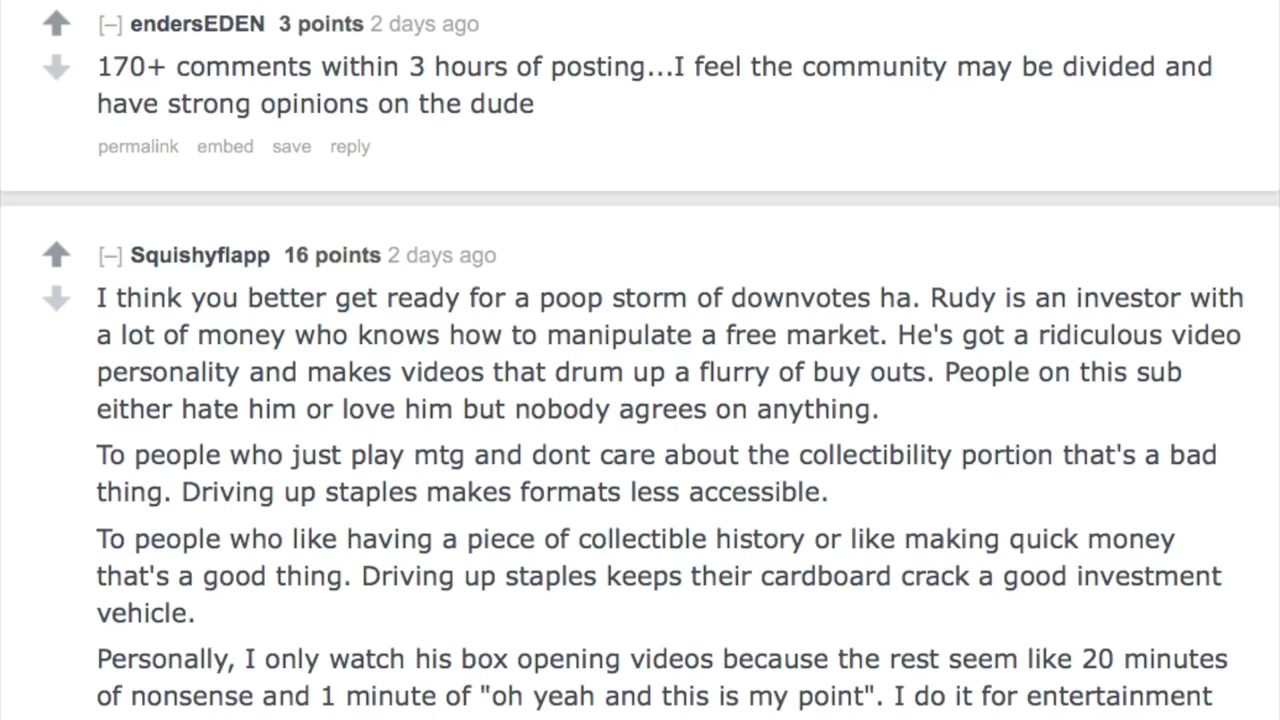 [–] endersEDEN 3 points 2 days ago
170+ comments within 3 hours of posting...I feel the community may be divided and
have strong opinions on the dude
permalink embed save reply
[–] Squishyflapp 16 points 2 days ago
I think you better get ready for a poop storm of downvotes ha. Rudy is an investor with
a lot of money who knows how to manipulate a free market. He's got a ridiculous video
personality and makes videos that drum up a flurry of buy outs. People on this sub
either hate him or love him but nobody agrees on anything.
To people who just play mtg and dont care about the collectibility portion that's a bad
thing. Driving up staples makes formats less accessible.
To people who like having a piece of collectible history or like making quick money
that's a good thing. Driving up staples keeps their cardboard crack a good investment
vehicle.
Personally, I only watch his box opening videos because the rest seem like 20 minutes
of nonsense and 1 minute of "oh yeah and this is my point". I do it for entertainment